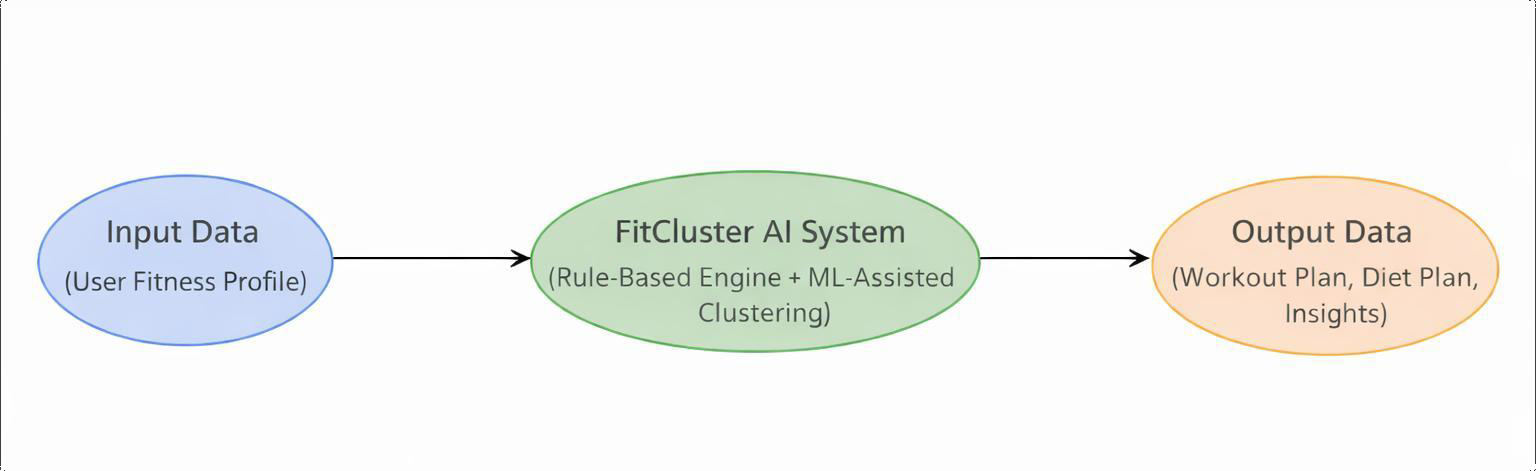 Input Data
(User Fitness Profile)
FitCluster AI System
(Rule-Based Engine + ML-Assisted
Clustering)
Output Data
(Workout Plan, Diet Plan,
Insights)